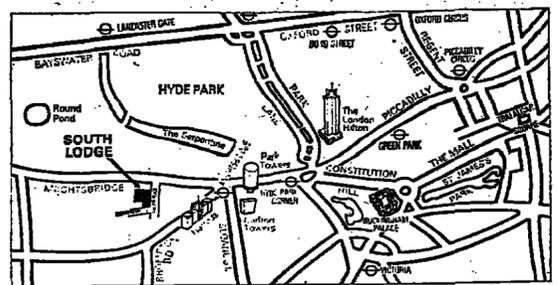 LANCASTER GATE
OXFORD CIRCUS
OXFORD STREET
BOND STREET
REGENT STREET
PICCADILLY CIRCUS
BAYSWATER ROAD
HYDE PARK
PARK LANE
PICCADILLY
Round Pond
The London Hilton
The Serpentine
GREEN PARK
THE MALL
SOUTH LODGE
Park Towers
CONSTITUTION HILL
ST. JAMES'S PARK
KNIGHTSBRIDGE
HYDE PARK CORNER
BUCKINGHAM PALACE
VICTORIA